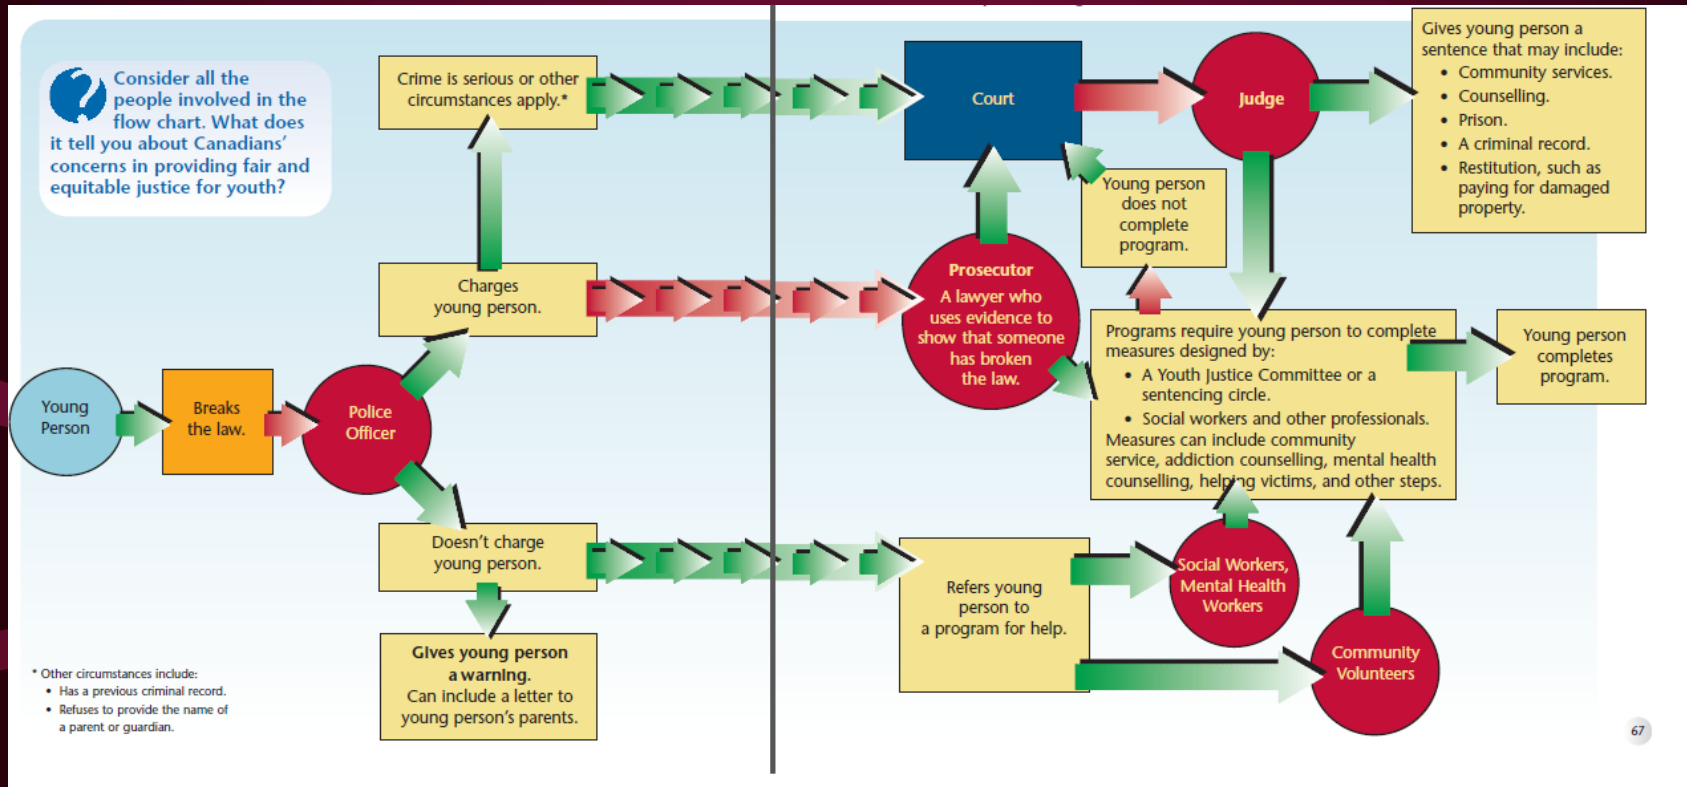 Consider all the
people involved in the
flow chart. What does
it tell you about Canadians'
concerns in providing fair and
equitable justice for youth?
Young
Person
Breaks
the law.
Police
Officer
Charges
young person.
Crime is serious or other
circumstances apply.*
Doesn't charge
young person.
Gives young person
a warning.
Can include a letter to
young person's parents.
* Other circumstances include:
• Has a previous criminal record.
• Refuses to provide the name of
a parent or guardian.
Court
Judge
Gives young person a
sentence that may include:
• Community services.
• Counselling.
• Prison.
• A criminal record.
• Restitution, such as
paying for damaged
property.
Young person
does not
complete
program.
Prosecutor
A lawyer who
uses evidence to
show that someone
has broken
the law.
Programs require young person to complete
measures designed by:
• A Youth Justice Committee or a
sentencing circle.
• Social workers and other professionals.
Measures can include community
service, addiction counselling, mental health
counselling, helping victims, and other steps.
Young person
completes
program.
Refers young
person to
a program for help.
Social Workers,
Mental Health
Workers
Community
Volunteers
67